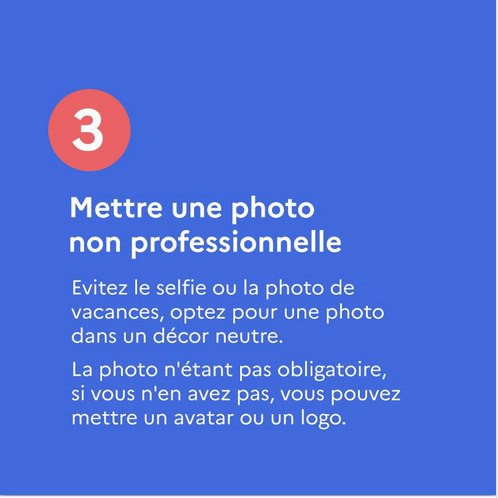 3
Mettre une photo
non professionnelle
Evitez le selfie ou la photo de
vacances, optez pour une photo
dans un décor neutre.
La photo n'étant pas obligatoire,
si vous n'en avez pas, vous pouvez
mettre un avatar ou un logo.